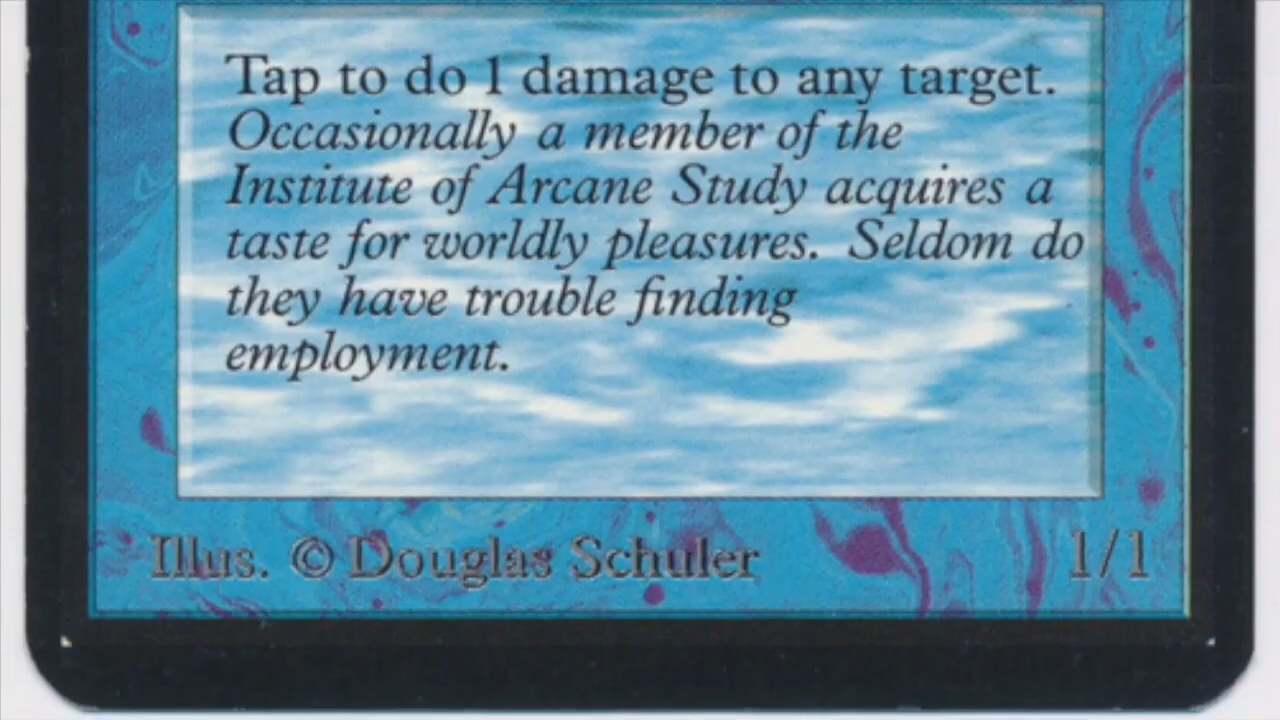 Tap to do 1 damage to any target.
Occasionally a member of the
Institute of Arcane Study acquires a
taste for worldly pleasures. Seldom do
they have trouble finding
employment.
Illus. © Douglas Schuler
1/1